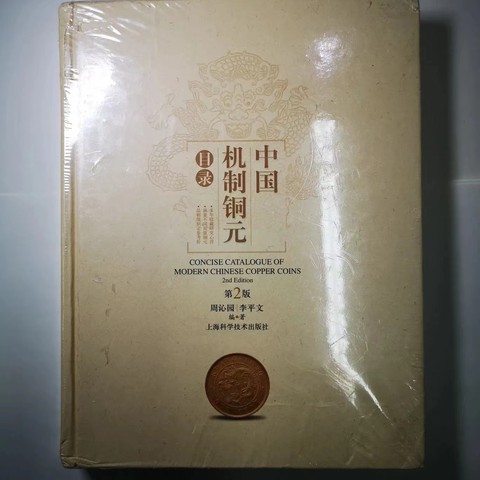 中国
机制铜元
目录
CONCISE CATALOGUE OF
MODERN CHINESE COPPER COINS
2nd Edition
第2版
周沁园 李平文
编·著
上海科学技术出版社